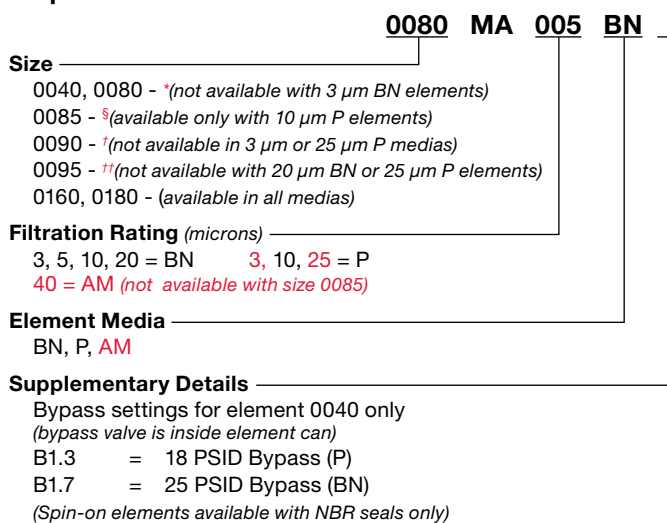 0080 MA 005 BN _
Size
0040, 0080 - *(not available with 3 µm BN elements)
0085 - §(available only with 10 µm P elements)
0090 - †(not available in 3 µm or 25 µm P medias)
0095 - ††(not available with 20 µm BN or 25 µm P elements)
0160, 0180 - (available in all medias)
Filtration Rating (microns)
3, 5, 10, 20 = BN 3, 10, 25 = P
40 = AM (not available with size 0085)
Element Media
BN, P, AM
Supplementary Details
Bypass settings for element 0040 only
(bypass valve is inside element can)
B1.3 = 18 PSID Bypass (P)
B1.7 = 25 PSID Bypass (BN)
(Spin-on elements available with NBR seals only)